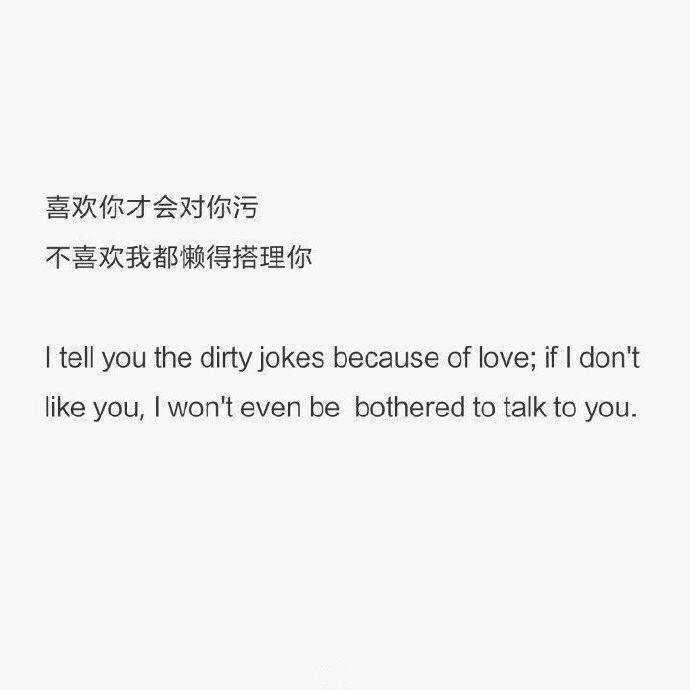 喜欢你才会对你污
不喜欢我都懒得搭理你
I tell you the dirty jokes because of love; if I don't
like you, I won't even be bothered to talk to you.